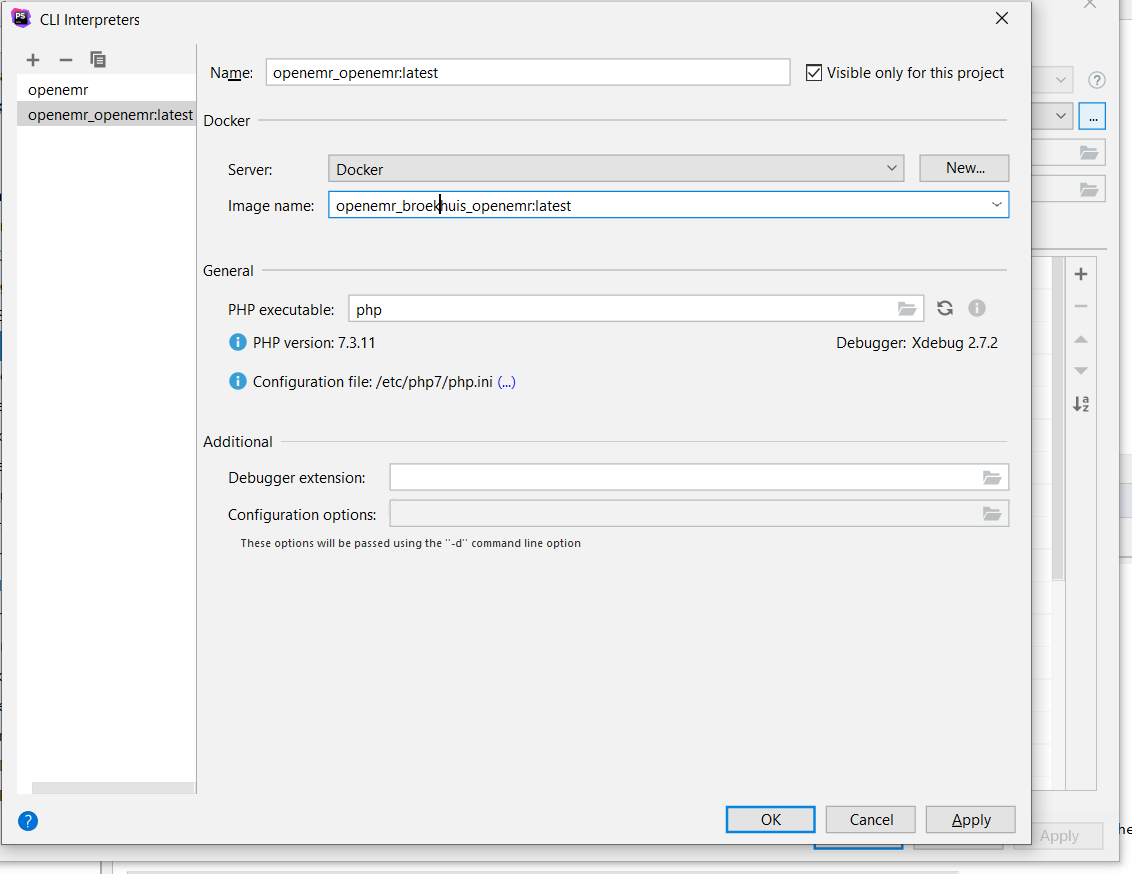 PS CLI Interpreters
openemr
openemr_openemr:latest
Name: openemr_openemr:latest Visible only for this project
Docker
Server: Docker New...
Image name: openemr_broekhuis_openemr:latest
General
PHP executable: php
PHP version: 7.3.11 Debugger: Xdebug 2.7.2
Configuration file: /etc/php7/php.ini (...)
Additional
Debugger extension:
Configuration options:
These options will be passed using the "-d" command line option
? OK Cancel Apply
?
...
a
z
Apply
he